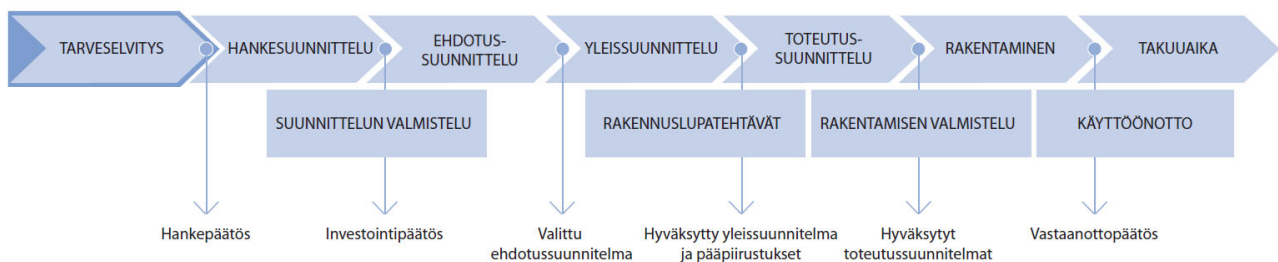 TARVESELVITYS
HANKESUUNNITTELU
EHDOTUS-
SUUNNITTELU
YLEISSUUNNITTELU
TOTEUTUS-
SUUNNITTELU
RAKENTAMINEN
TAKUUAIKA
SUUNNITTELUN VALMISTELU
RAKENNUSLUPATEHTÄVÄT
RAKENTAMISEN VALMISTELU
KÄYTTÖÖNOTTO
Hankepäätös
Investointipäätös
Valittu
ehdotussuunnitelma
Hyväksytty yleissuunnitelma
ja pääpiirustukset
Hyväksytyt
toteutussuunnitelmat
Vastaanottopäätös